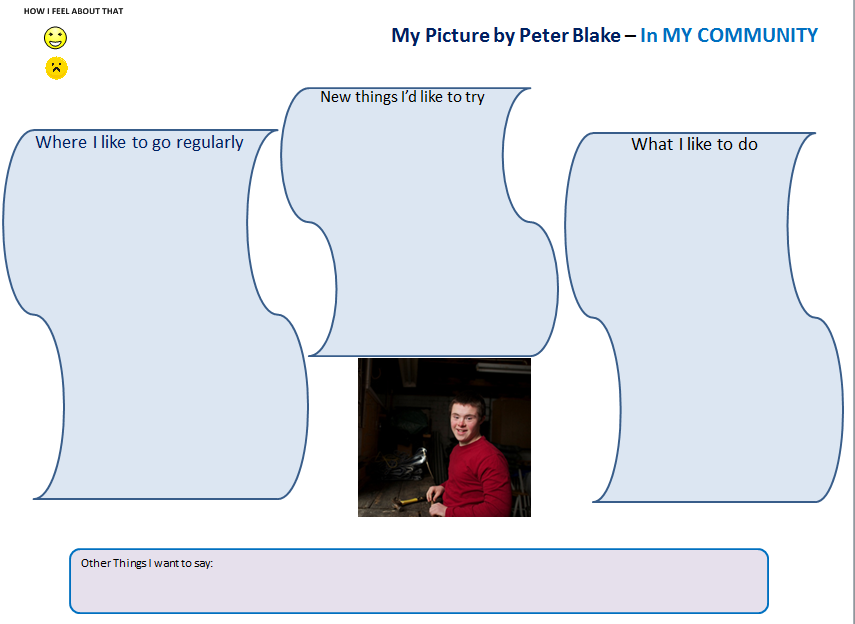 HOW I FEEL ABOUT THAT
My Picture by Peter Blake – In MY COMMUNITY
New things I'd like to try
Where I like to go regularly
What I like to do
Other Things I want to say: